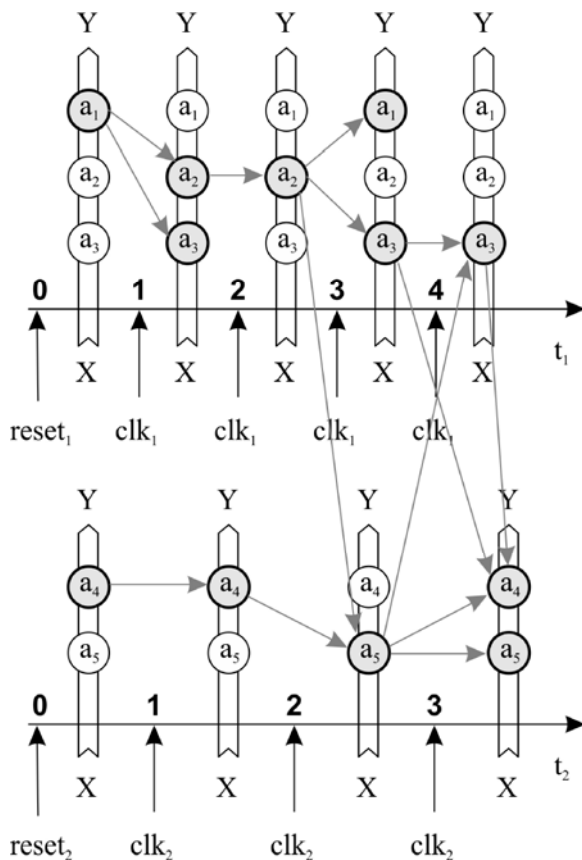 Y Y Y Y Y
a₁ a₁ a₁ a₁ a₁
a₂ a₂ a₂ a₂ a₂
a₃ a₃ a₃ a₃ a₃
0 1 2 3 4
t₁
X X X X X
reset₁ clk₁ clk₁ clk₁ clk₁
Y Y Y Y
a₄ a₄ a₄ a₄
a₅ a₅ a₅ a₅
0 1 2 3
t₂
X X X X
reset₂ clk₂ clk₂ clk₂